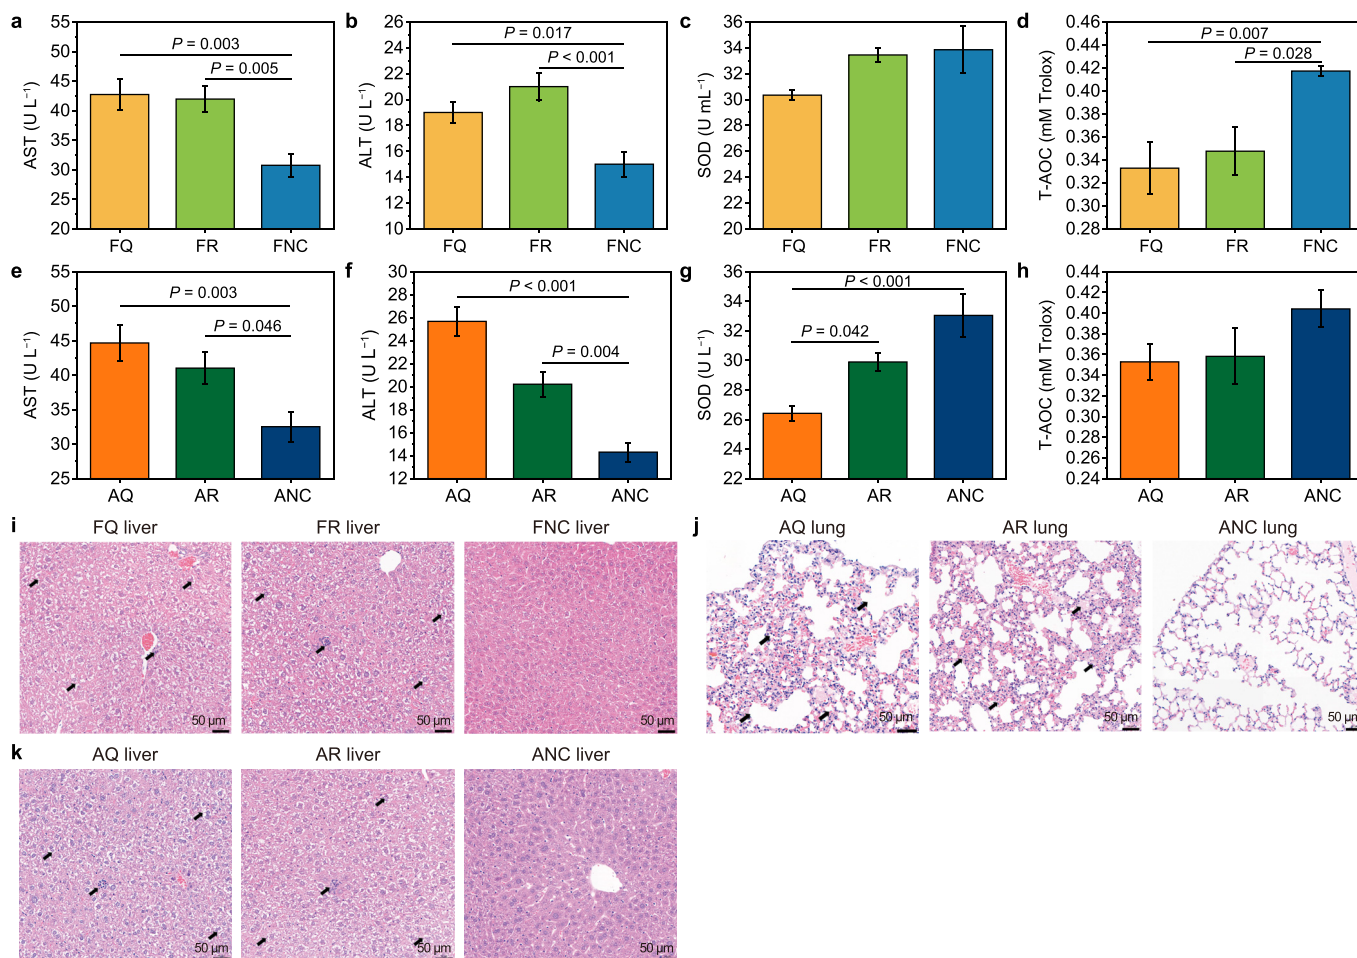 a
AST (U L⁻¹)
55
50
45
40
35
30
25
20
P = 0.003
P = 0.005
FQ FR FNC
b
ALT (U L⁻¹)
26
24
22
20
18
16
14
12
10
P = 0.017
P < 0.001
FQ FR FNC
c
SOD (U mL⁻¹)
36
34
32
30
28
26
24
22
20
FQ FR FNC
d
T-AOC (mM Trolox)
0.46
0.44
0.42
0.40
0.38
0.36
0.34
0.32
0.30
0.28
P = 0.007
P = 0.028
FQ FR FNC
e
AST (U L⁻¹)
55
50
45
40
35
30
25
P = 0.003
P = 0.046
AQ AR ANC
f
ALT (U L⁻¹)
30
28
26
24
22
20
18
16
14
12
P < 0.001
P = 0.004
AQ AR ANC
g
SOD (U L⁻¹)
36
34
32
30
28
26
24
22
P < 0.001
P = 0.042
AQ AR ANC
h
T-AOC (mM Trolox)
0.44
0.42
0.40
0.38
0.36
0.34
0.32
0.30
0.28
0.26
0.24
AQ AR ANC
i
FQ liver FR liver FNC liver
50 µm 50 µm 50 µm
j
AQ lung AR lung ANC lung
50 µm 50 µm 50 µm
k
AQ liver AR liver ANC liver
50 µm 50 µm 50 µm